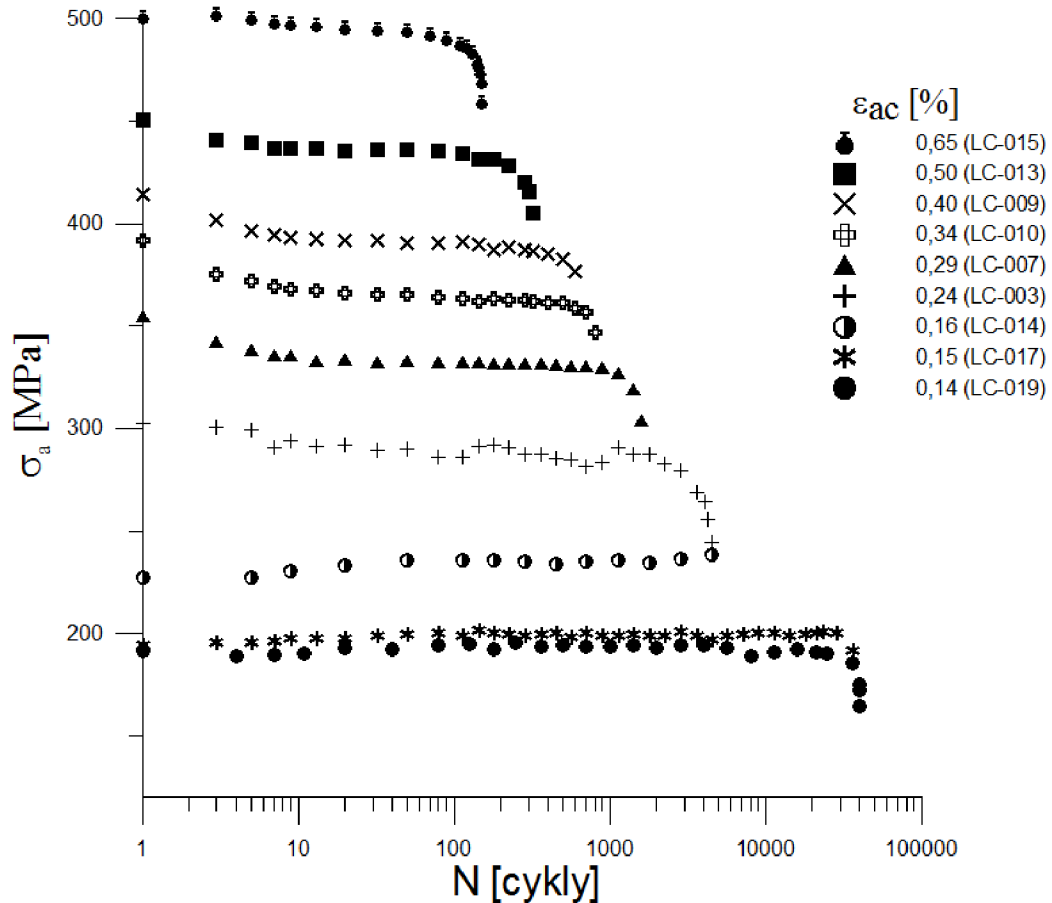 500
400
300
200
σa [MPa]
1
10
100
1000
10000
100000
N [cykly]
εac [%]
0,65 (LC-015)
0,50 (LC-013)
0,40 (LC-009)
0,34 (LC-010)
0,29 (LC-007)
0,24 (LC-003)
0,16 (LC-014)
0,15 (LC-017)
0,14 (LC-019)